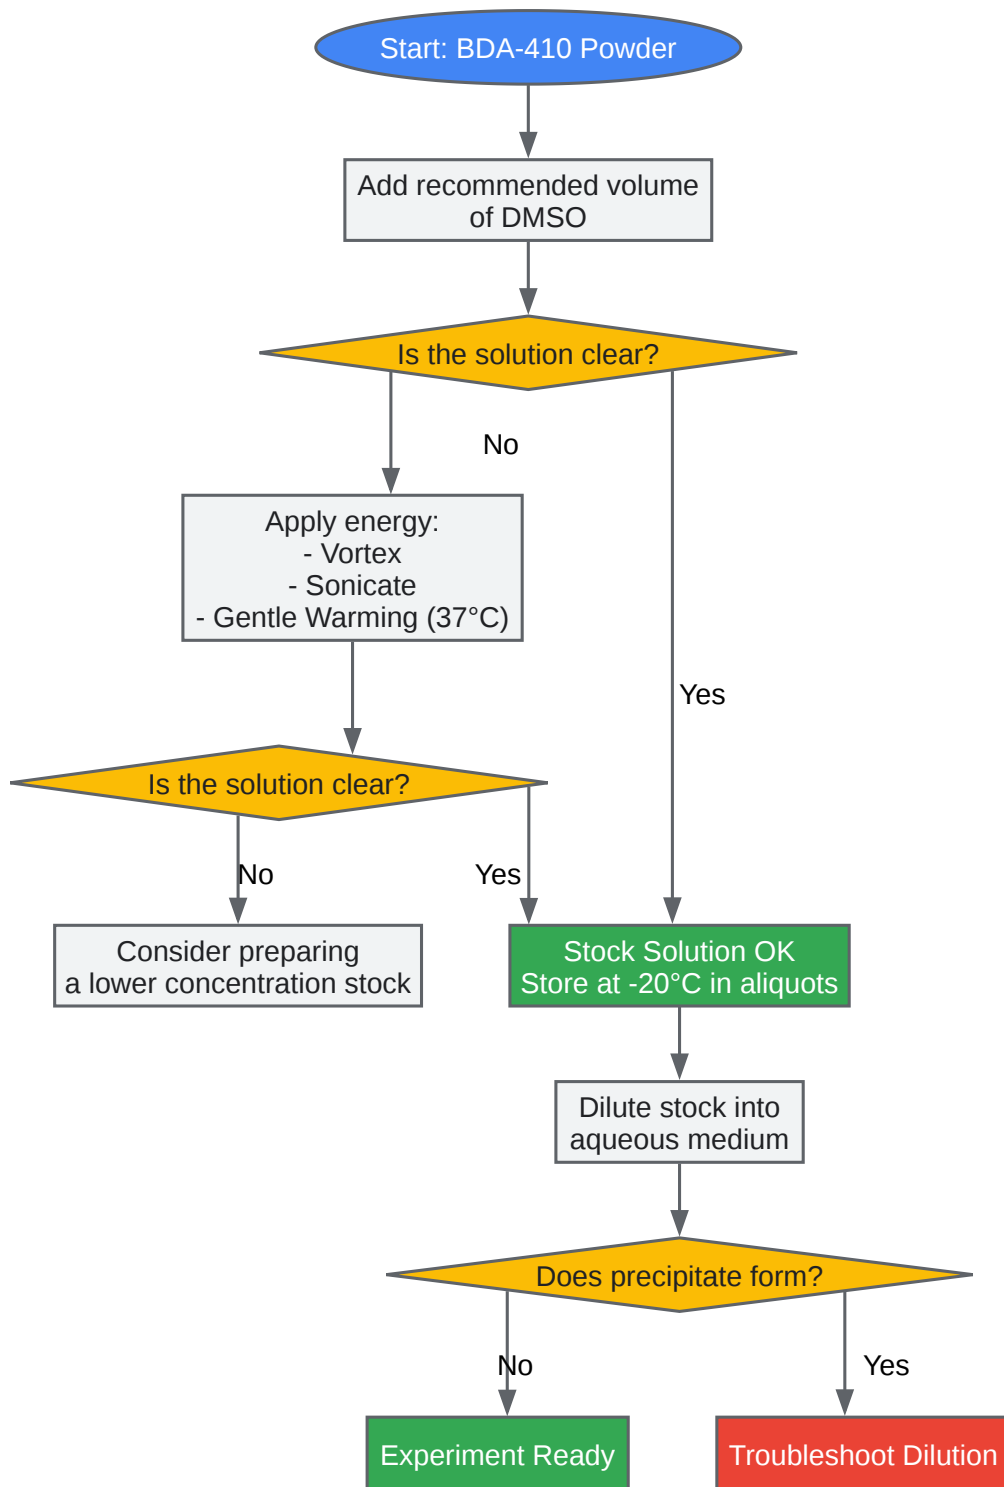 Start: BDA-410 Powder
Add recommended volume
of DMSO
Is the solution clear?
No
Apply energy:
- Vortex
- Sonicate
- Gentle Warming (37°C)
Yes
Is the solution clear?
No
Yes
Consider preparing
a lower concentration stock
Stock Solution OK
Store at -20°C in aliquots
Dilute stock into
aqueous medium
Does precipitate form?
No
Yes
Experiment Ready
Troubleshoot Dilution